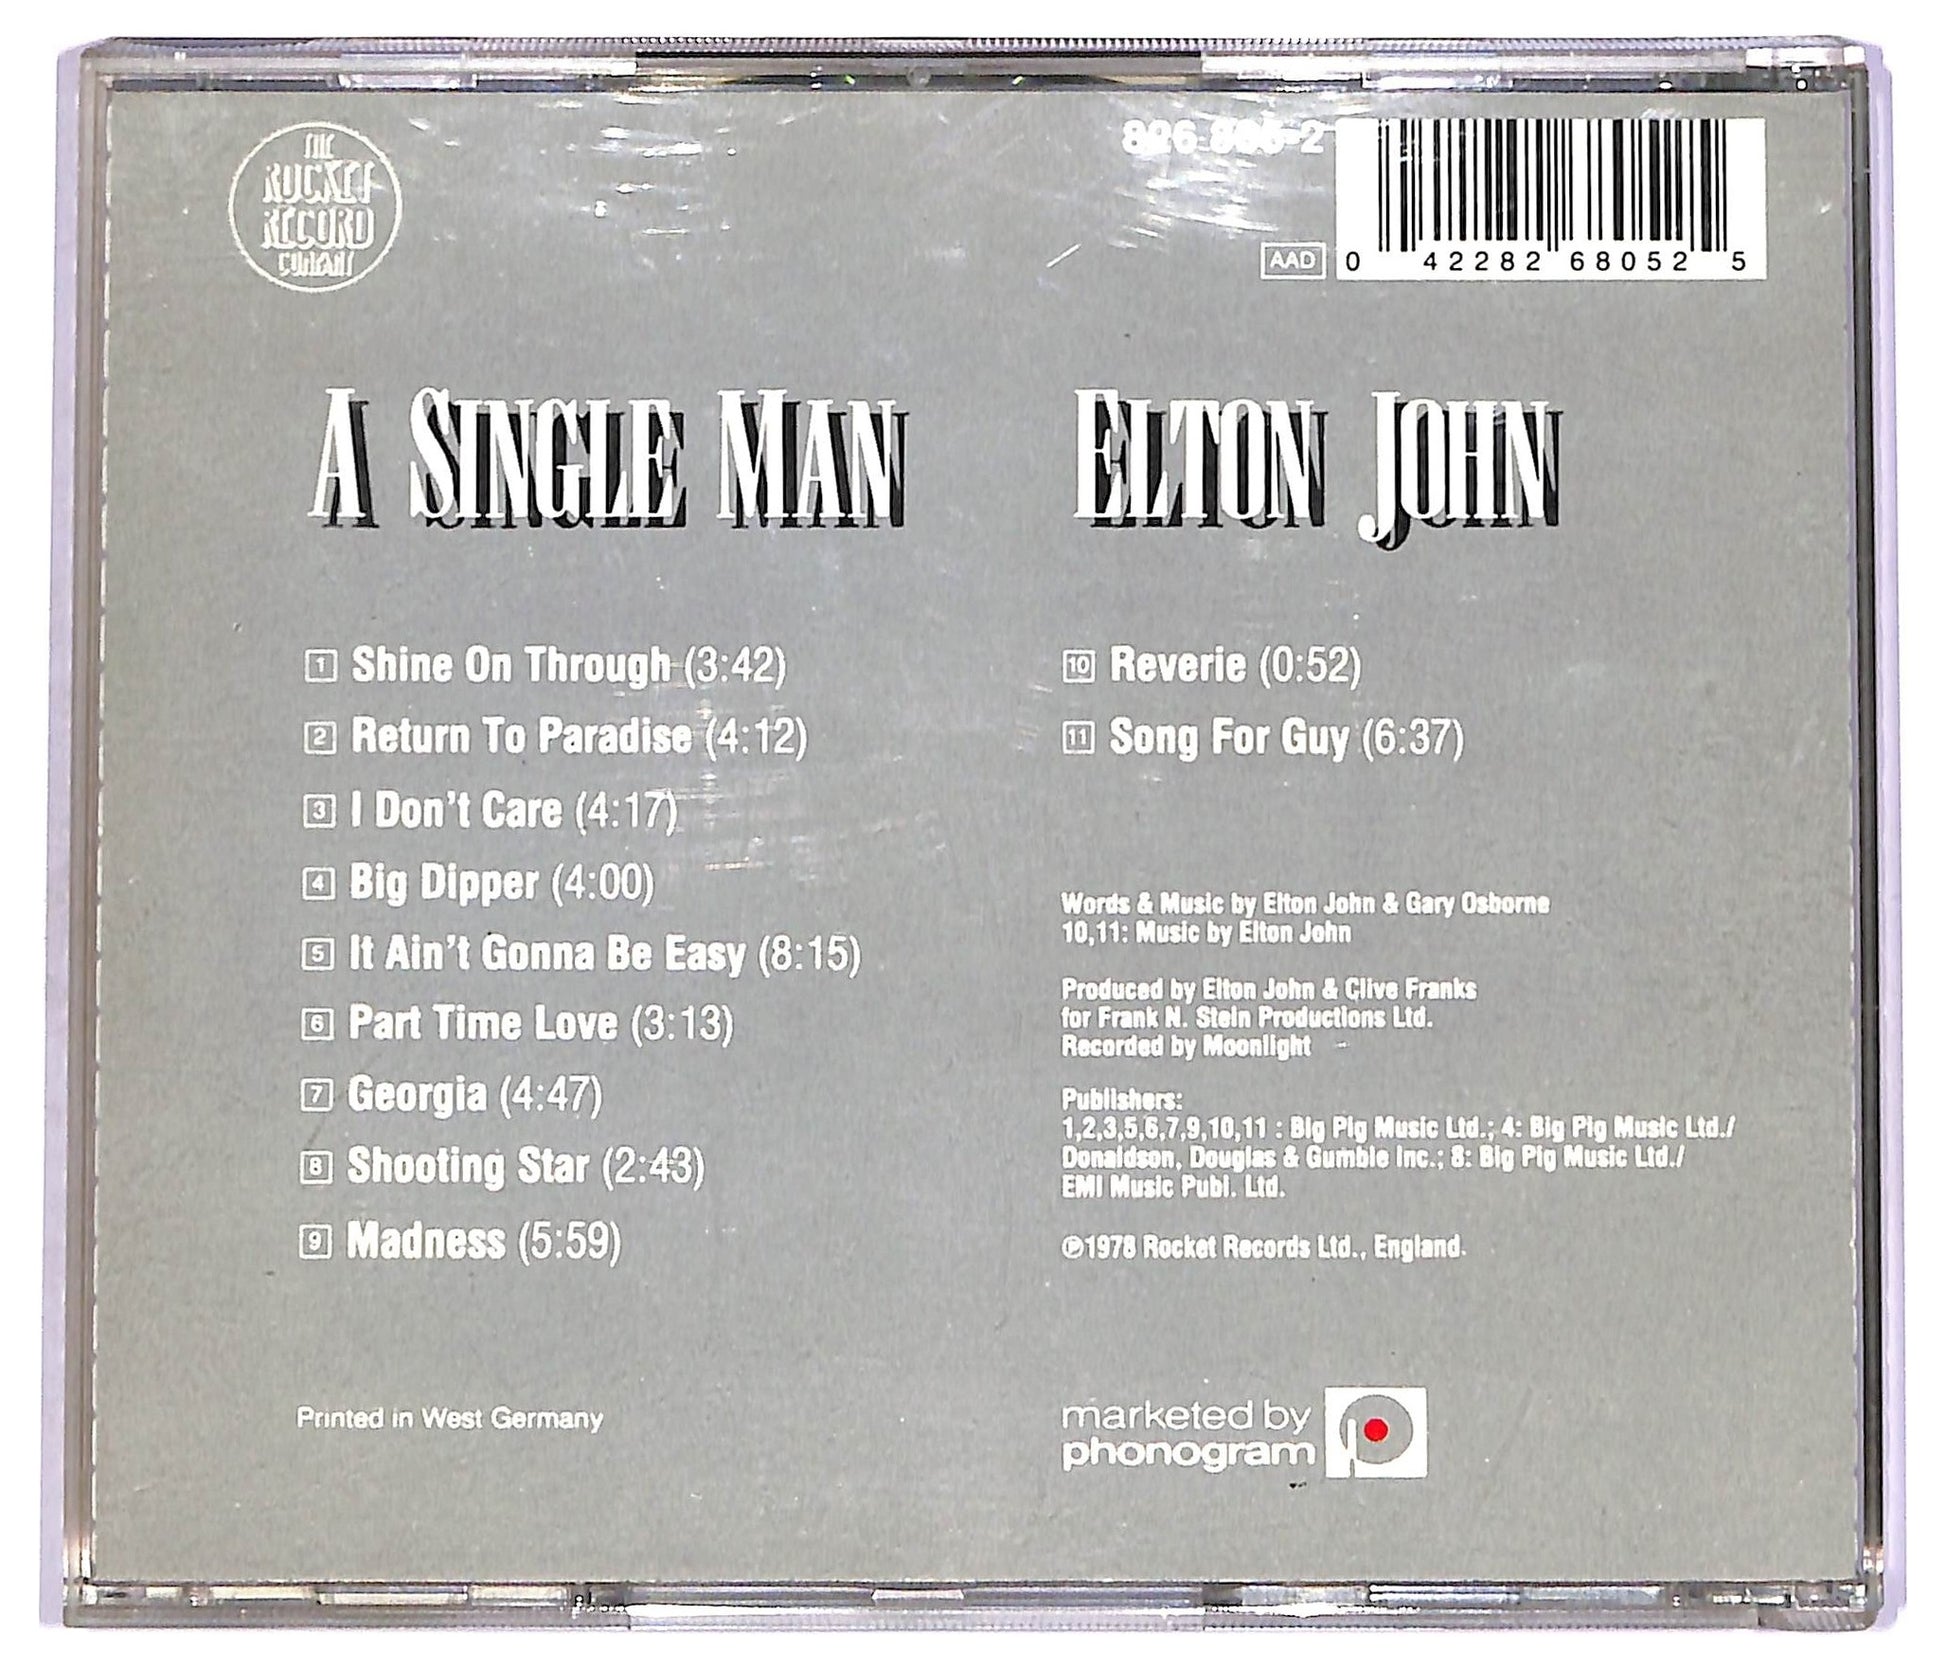 THE
ROCKET
RECORD
COMPANY
AAD
0 42282 68052 5
A SINGLE MAN
ELTON JOHN
1 Shine On Through (3:42)
2 Return To Paradise (4:12)
3 I Don't Care (4:17)
4 Big Dipper (4:00)
5 It Ain't Gonna Be Easy (8:15)
6 Part Time Love (3:13)
7 Georgia (4:47)
8 Shooting Star (2:43)
9 Madness (5:59)
10 Reverie (0:52)
11 Song For Guy (6:37)
Words & Music by Elton John & Gary Osborne
10,11: Music by Elton John
Produced by Elton John & Clive Franks
for Frank N. Stein Productions Ltd.
Recorded by Moonlight
Publishers:
1,2,3,5,6,7,9,10,11 : Big Pig Music Ltd.; 4: Big Pig Music Ltd./
Donaldson, Douglas & Gumble Inc.; 8: Big Pig Music Ltd./
EMI Music Publ. Ltd.
℗1978 Rocket Records Ltd., England.
Printed in West Germany
marketed by
phonogram